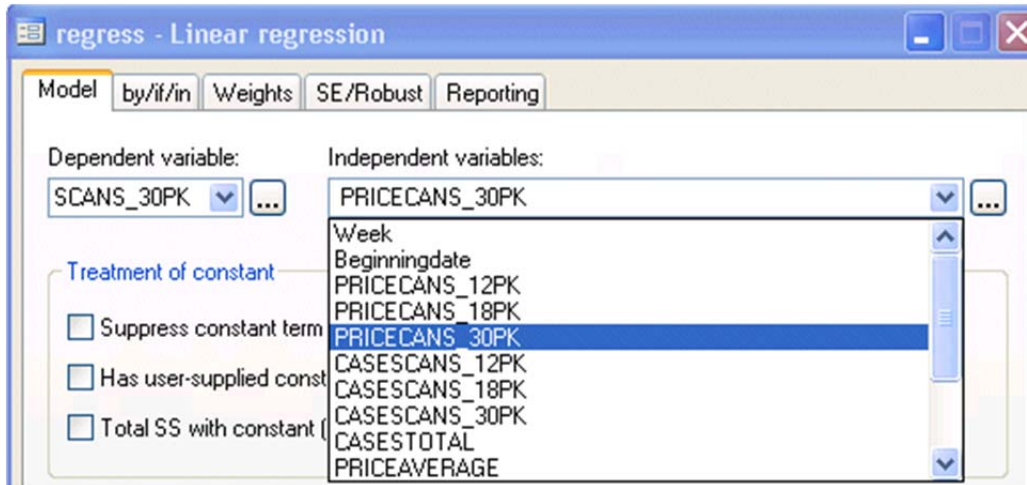 regress - Linear regression
Model by/if/in Weights SE/Robust Reporting
Dependent variable: Independent variables:
SCANS_30PK ... PRICECANS_30PK ...
Week
Beginningdate
PRICECANS_12PK
PRICECANS_18PK
PRICECANS_30PK
CASESCANS_12PK
CASESCANS_18PK
CASESCANS_30PK
CASESTOTAL
PRICEAVERAGE
Treatment of constant
Suppress constant term
Has user-supplied const
Total SS with constant (